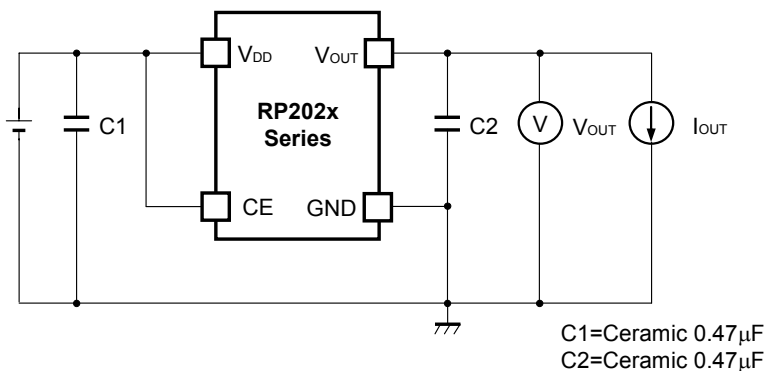 VDD
VOUT
RP202x
Series
C1
C2
V
VOUT
IOUT
CE
GND
C1=Ceramic 0.47μF
C2=Ceramic 0.47μF